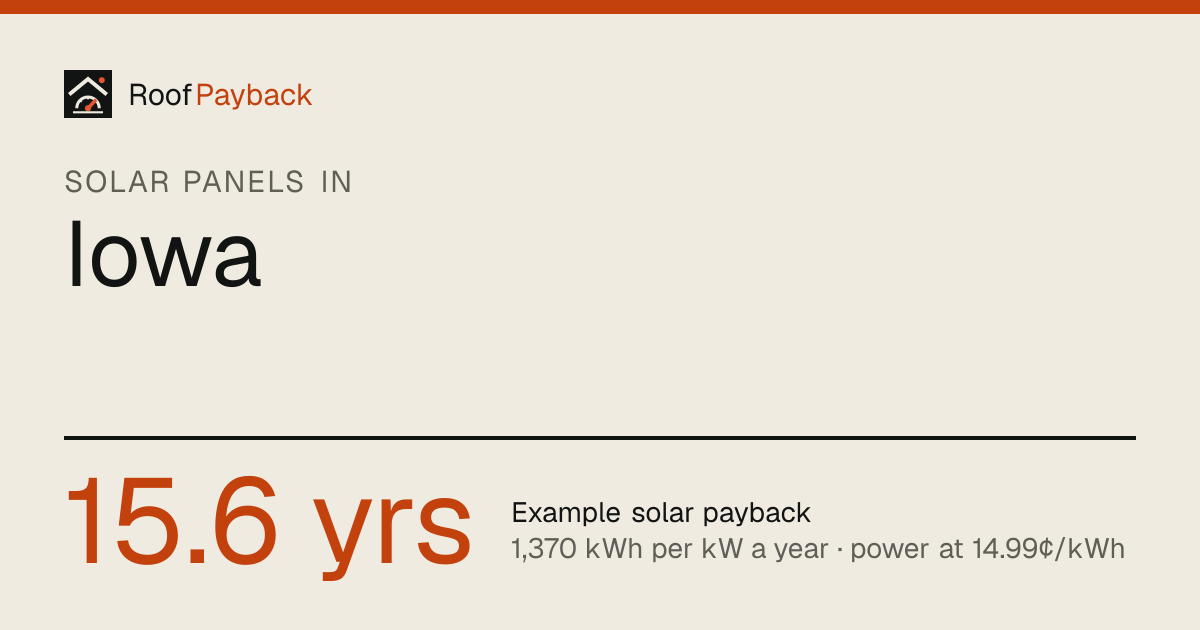 RoofPayback
SOLAR PANELS IN
Iowa
15.6 yrs
Example solar payback
1,370 kWh per kW a year · power at 14.99¢/kWh